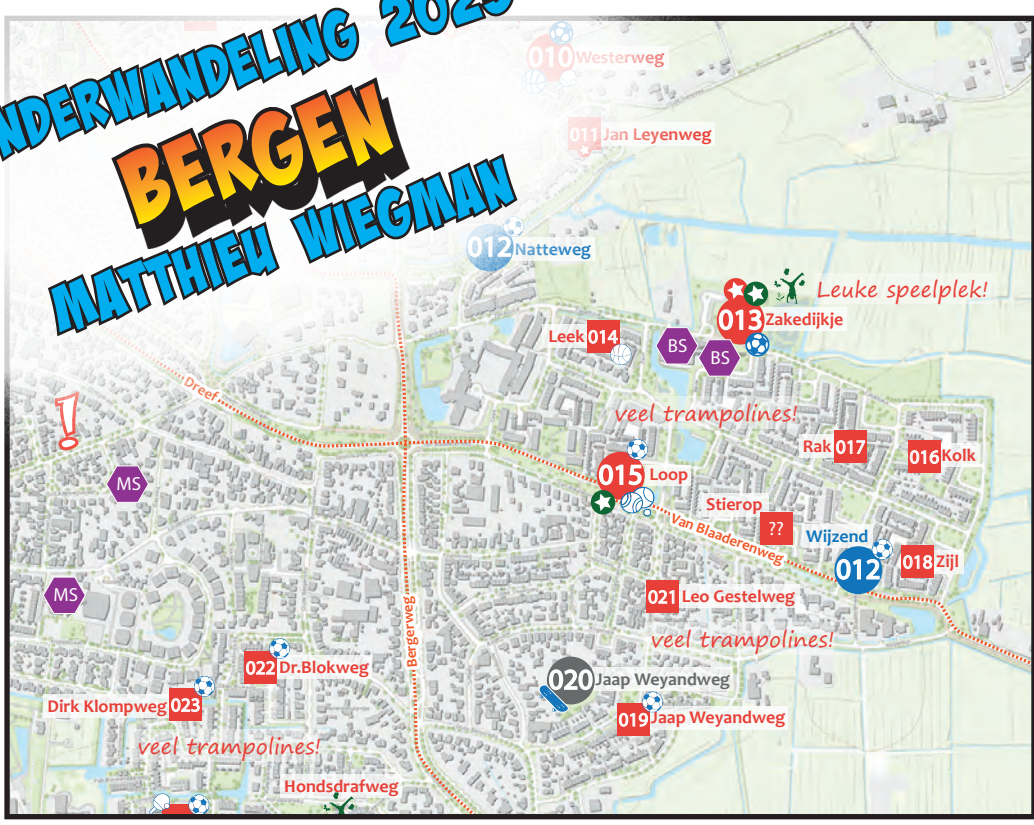 NDERWANDELING 2023
BERGEN
MATTHIEU WIEGMAN
010 Westerweg
011 Jan Leyenweg
012 Natteweg
Leuke speelplek!
013 Zakedijkje
Leek 014
BS
BS
Dreef
veel trampolines!
!
Rak 017
016 Kolk
MS
015 Loop
Stierop
??
Van Blaaderenweg
Wijzend
012
018 Zijl
MS
021 Leo Gestelweg
Bergerweg
veel trampolines!
022 Dr.Blokweg
020 Jaap Weyandweg
Dirk Klompweg 023
019 Jaap Weyandweg
veel trampolines!
Hondsdrafweg